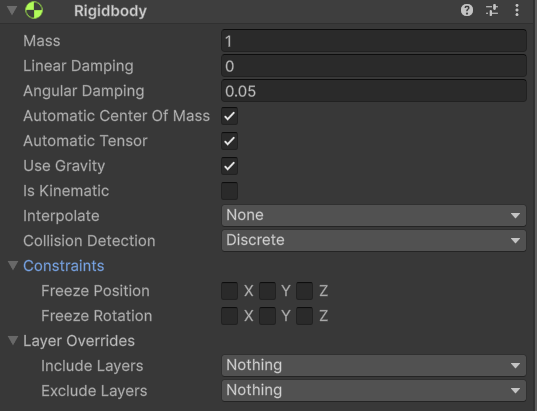 Rigidbody
Mass 1
Linear Damping 0
Angular Damping 0.05
Automatic Center Of Mass
Automatic Tensor
Use Gravity
Is Kinematic
Interpolate None
Collision Detection Discrete
Constraints
Freeze Position X Y Z
Freeze Rotation X Y Z
Layer Overrides
Include Layers Nothing
Exclude Layers Nothing